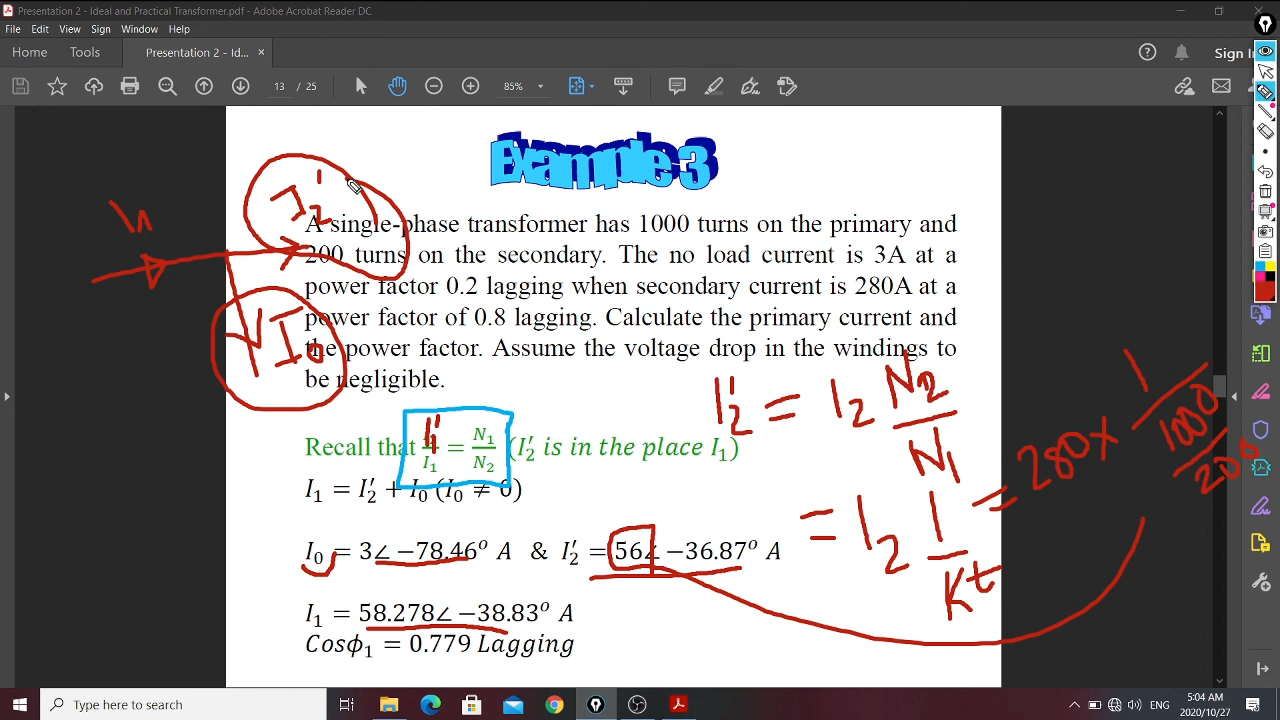 Presentation 2 - Ideal and Practical Transformer.pdf - Adobe Acrobat Reader DC
File Edit View Sign Window Help
Home Tools Presentation 2 - Id... × Sign In
13 / 25 85%
Example 3
A single-phase transformer has 1000 turns on the primary and
200 turns on the secondary. The no load current is 3A at a
power factor 0.2 lagging when secondary current is 280A at a
power factor of 0.8 lagging. Calculate the primary current and
the power factor. Assume the voltage drop in the windings to
be negligible.
I₂'
I₀
I₂' = I₂ N₂/N₁
= I₂ 1/Kt = 280 × 1/(1000/200)
Recall that I₂/I₁ = N₁/N₂ (I₂′ is in the place I₁)
I₁ = I₂′ + I₀ (I₀ ≠ 0)
I₀ = 3∠ −78.46° A & I₂′ = 56∠ −36.87° A
I₁ = 58.278∠ −38.83° A
Cosϕ₁ = 0.779 Lagging
Type here to search
ENG
5:04 AM
2020/10/27